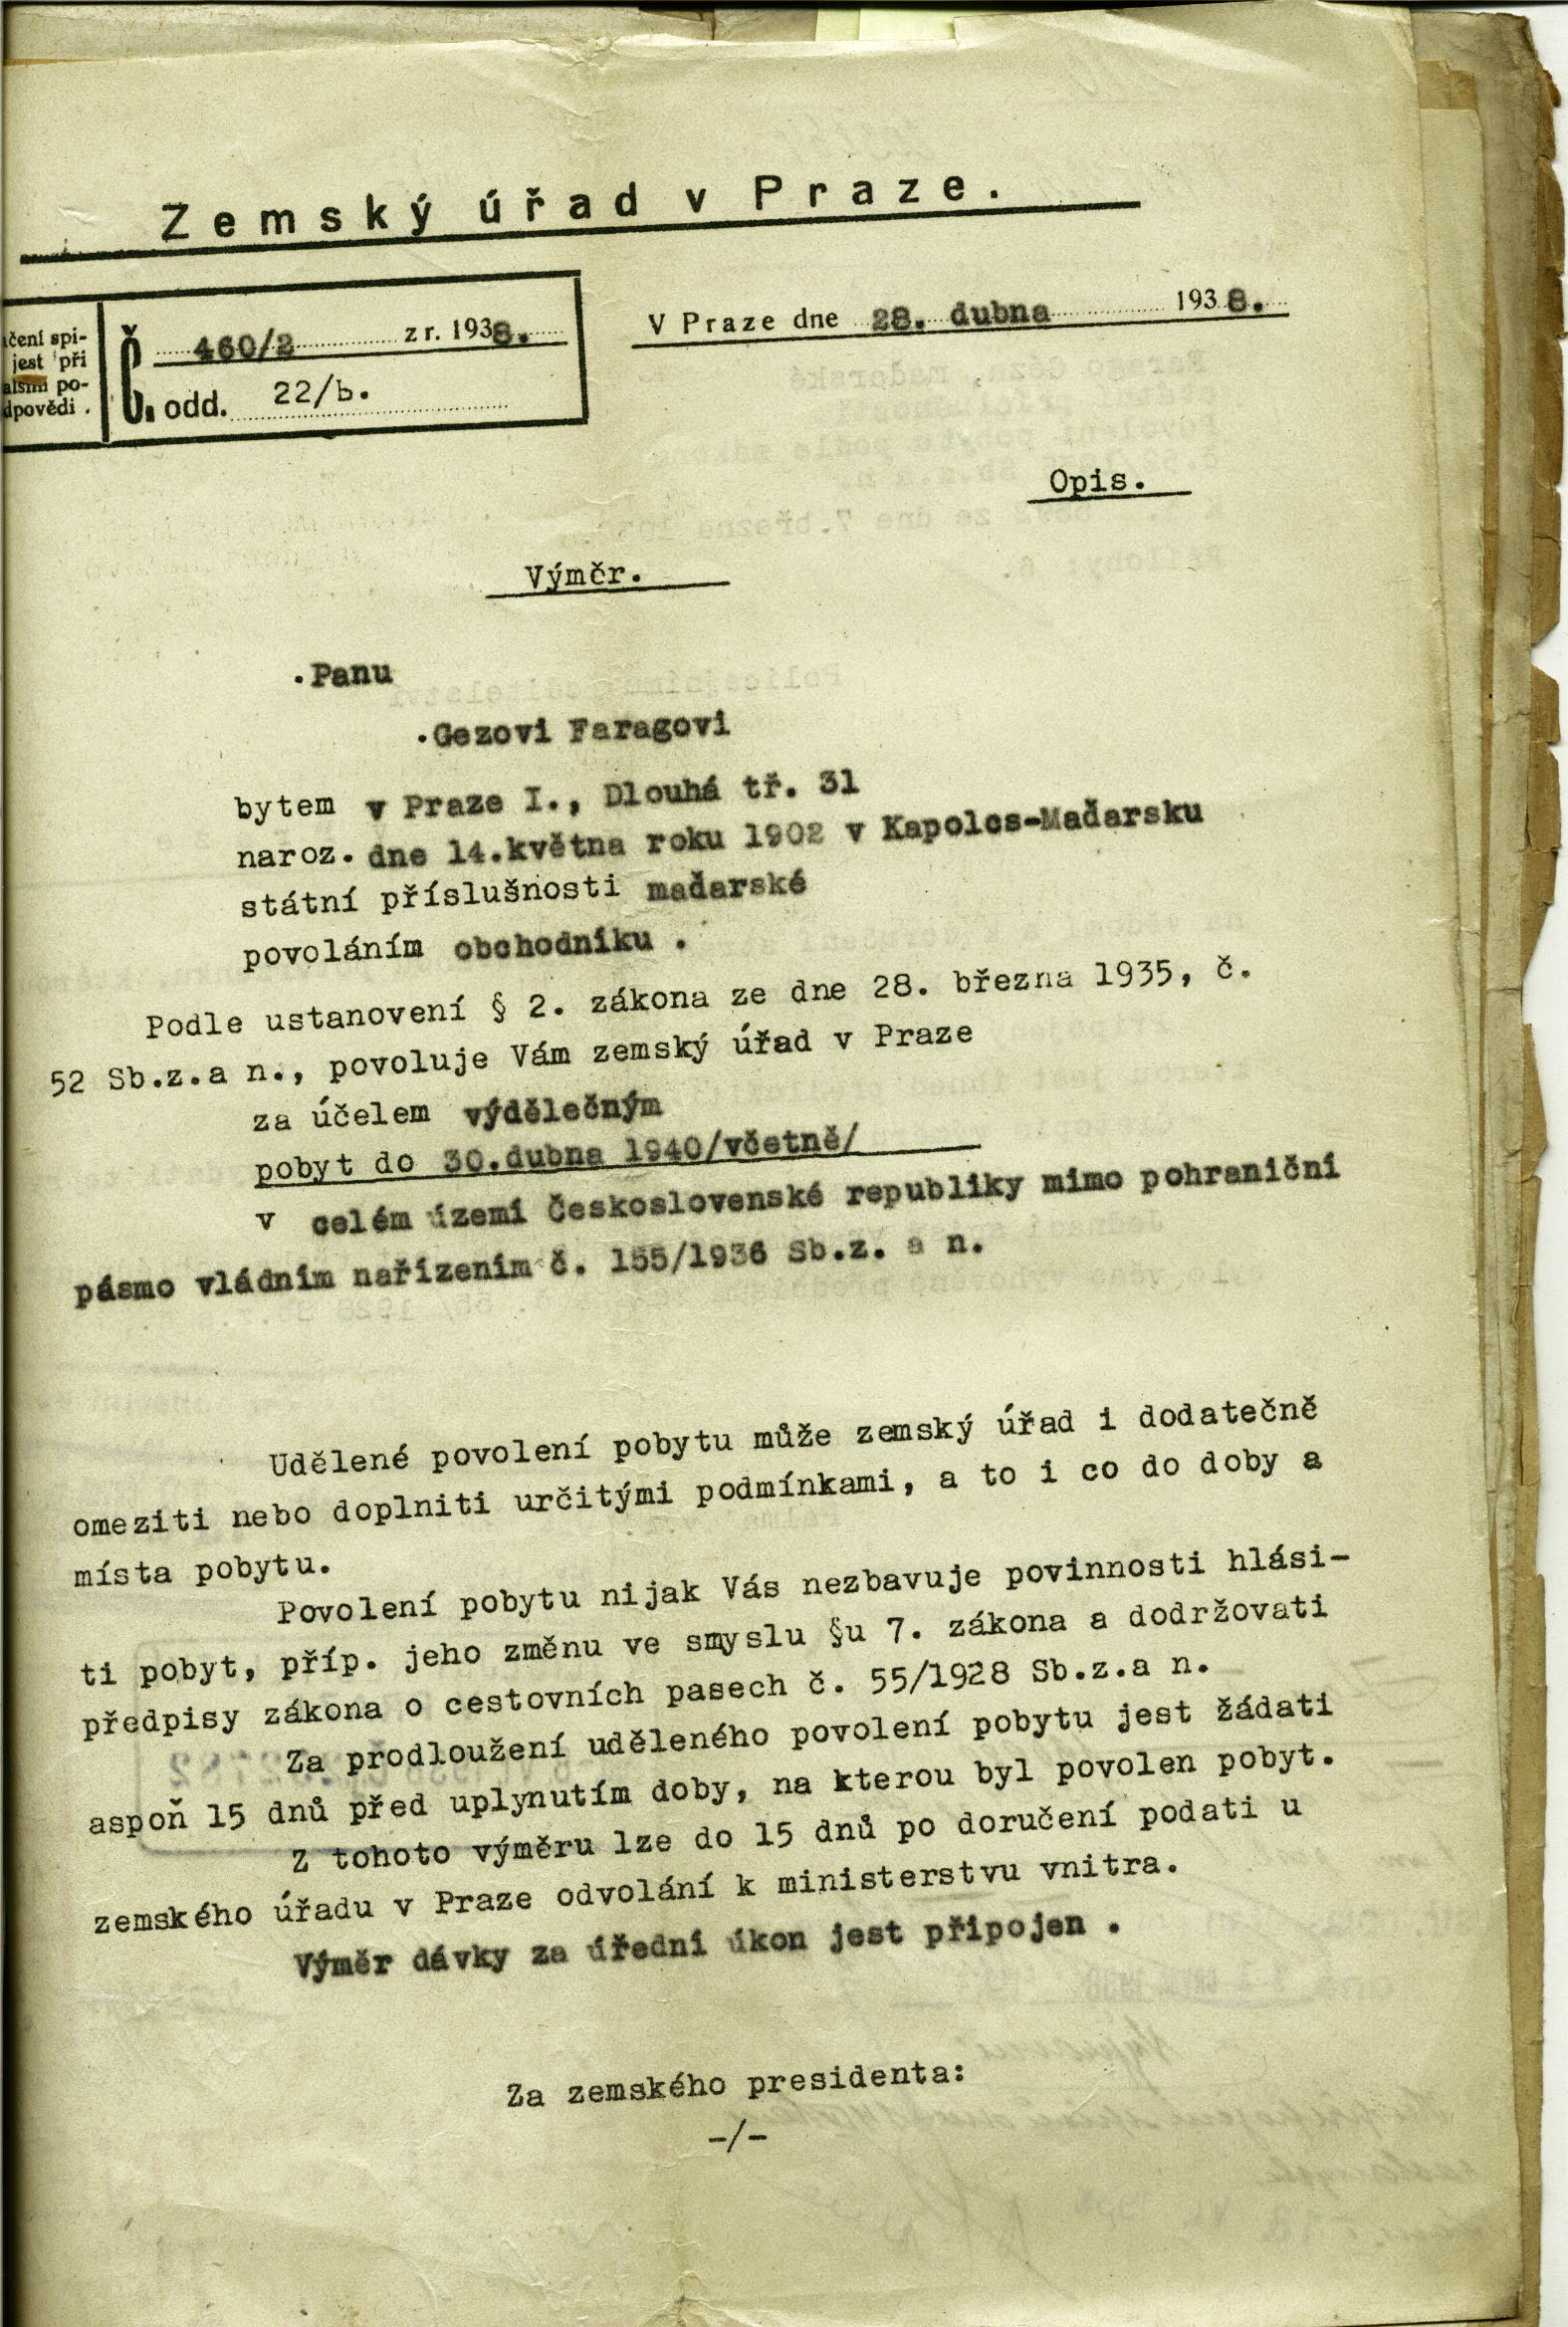 Zemský úřad v Praze.
čení spi-
jest při
alším po-
dpovědi.
Č. 460/2 z r. 1938.
odd. 22/b.
V Praze dne 28. dubna 1938.
Opis.
Výměr.
.Panu
.Gezovi Faragovi
bytem v Praze I., Dlouhá tř. 31
naroz. dne 14.května roku 1902 v Kapolcs-Maďarsku
státní příslušnosti maďarské
povoláním obchodníku .
Podle ustanovení § 2. zákona ze dne 28. března 1935, č.
52 Sb.z.a n., povoluje Vám zemský úřad v Praze
za účelem výdělečným
pobyt do 30.dubna 1940/včetně/
v celém území Československé republiky mimo pohraniční
pásmo vládním nařízením č. 155/1936 Sb.z. a n.
Udělené povolení pobytu může zemský úřad i dodatečně
omeziti nebo doplniti určitými podmínkami, a to i co do doby a
místa pobytu.
Povolení pobytu nijak Vás nezbavuje povinnosti hlási-
ti pobyt, příp. jeho změnu ve smyslu §u 7. zákona a dodržovati
předpisy zákona o cestovních pasech č. 55/1928 Sb.z.a n.
Za prodloužení uděleného povolení pobytu jest žádati
aspoň 15 dnů před uplynutím doby, na kterou byl povolen pobyt.
Z tohoto výměru lze do 15 dnů po doručení podati u
zemského úřadu v Praze odvolání k ministerstvu vnitra.
Výměr dávky za úřední úkon jest připojen .
Za zemského presidenta:
-/-